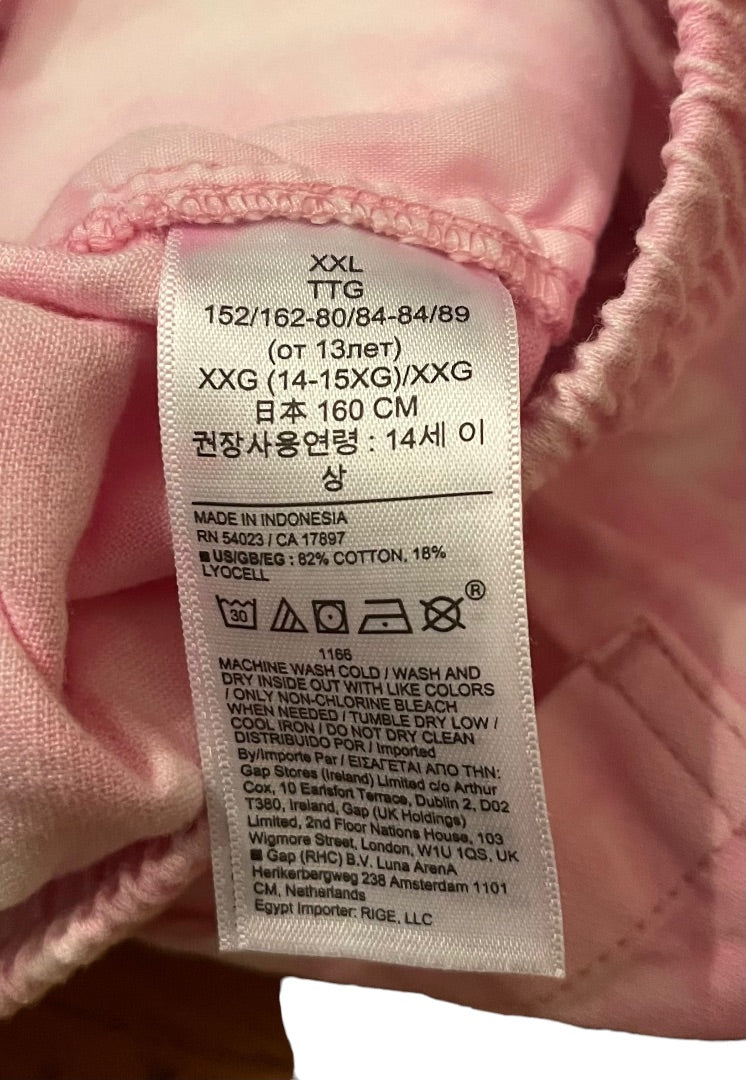 XXL
TTG
152/162-80/84-84/89
(от 13лет)
XXG (14-15XG)/XXG
日本 160 CM
권장사용연령 : 14세 이
상
MADE IN INDONESIA
RN 54023 / CA 17897
■ US/GB/EG : 82% COTTON, 18%
LYOCELL
30
®
1166
MACHINE WASH COLD / WASH AND
DRY INSIDE OUT WITH LIKE COLORS
/ ONLY NON-CHLORINE BLEACH
WHEN NEEDED / TUMBLE DRY LOW /
COOL IRON / DO NOT DRY CLEAN
DISTRIBUIDO POR / Imported
By/Importe Par / ΕΙΣΑΓΕΤΑΙ ΑΠΟ ΤΗΝ:
Gap Stores (Ireland) Limited c/o Arthur
Cox, 10 Earlsfort Terrace, Dublin 2, D02
T380, Ireland, Gap (UK Holdings)
Limited, 2nd Floor Nations House, 103
Wigmore Street, London, W1U 1QS, UK
■ Gap (RHC) B.V. Luna ArenA
Herikerbergweg 238 Amsterdam 1101
CM, Netherlands
Egypt Importer: RIGE, LLC